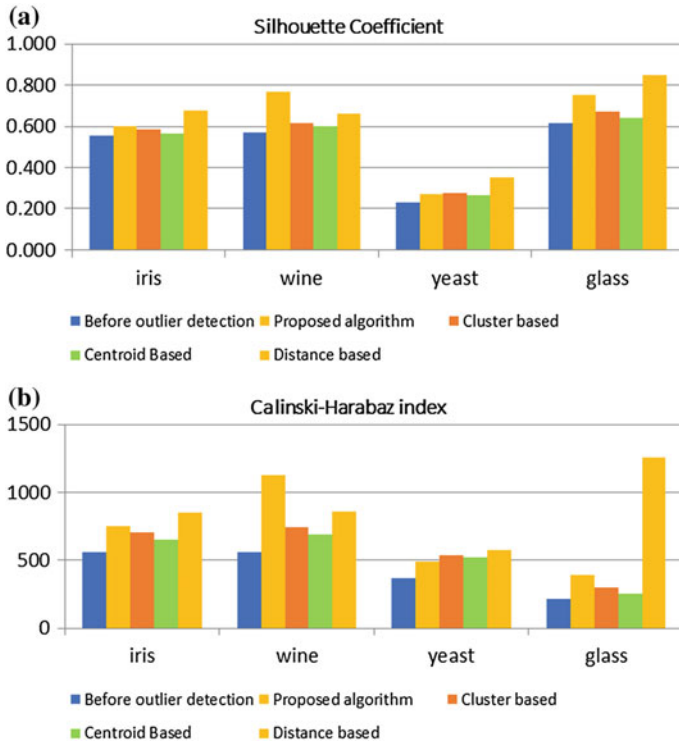 (a)
Silhouette Coefficient
1.000
0.800
0.600
0.400
0.200
0.000
iris wine yeast glass
Before outlier detection Proposed algorithm Cluster based
Centroid Based Distance based
(b)
Calinski-Harabaz index
1500
1000
500
0
iris wine yeast glass
Before outlier detection Proposed algorithm Cluster based
Centroid Based Distance based